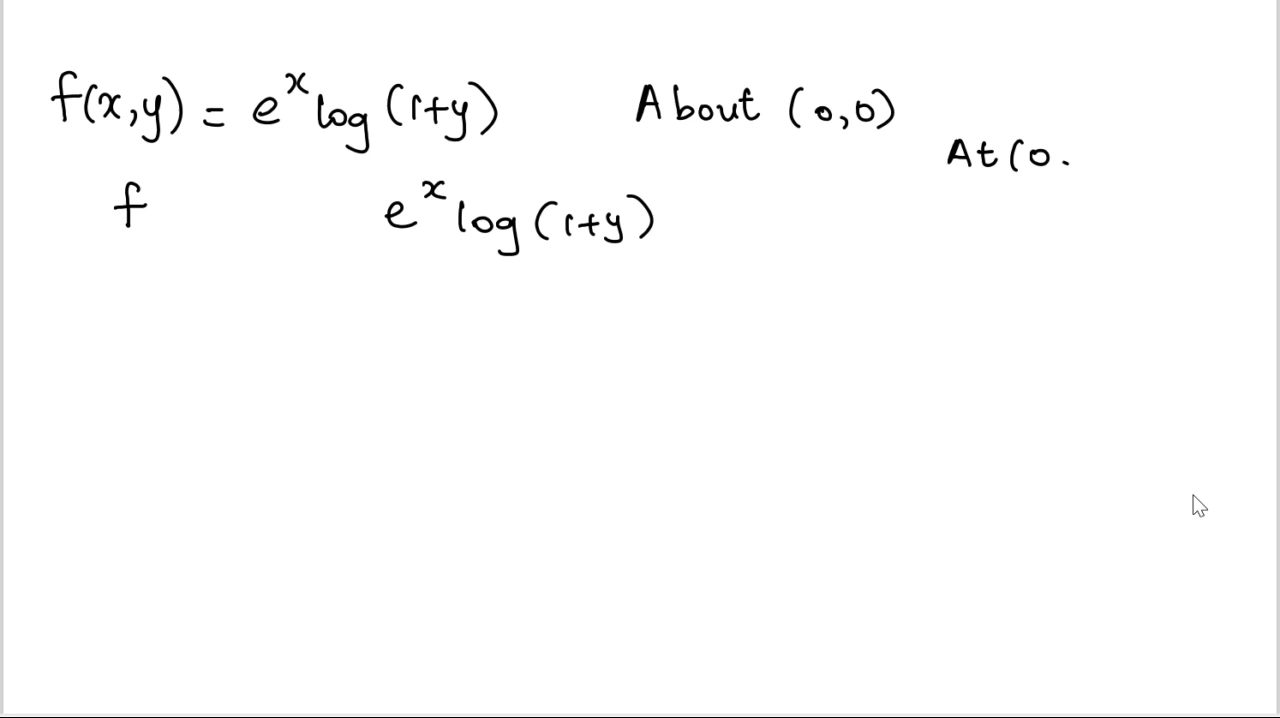 f(x,y) = e^x log(1+y) About (0,0)
At (0.
f e^x log(1+y)